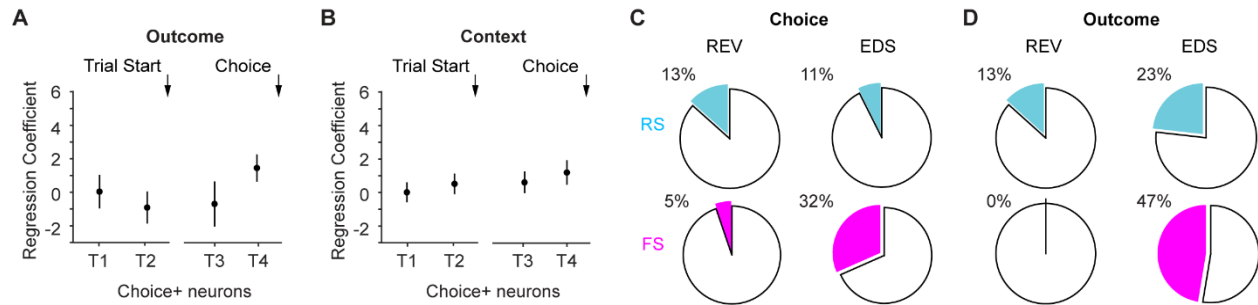 A
Outcome
Trial Start
Choice
Regression Coefficient
6
4
2
0
-2
T1 T2 T3 T4
Choice+ neurons
B
Context
Trial Start
Choice
Regression Coefficient
6
4
2
0
-2
T1 T2 T3 T4
Choice+ neurons
C
Choice
REV EDS
13% 11%
RS
5% 32%
FS
D
Outcome
REV EDS
13% 23%
0% 47%